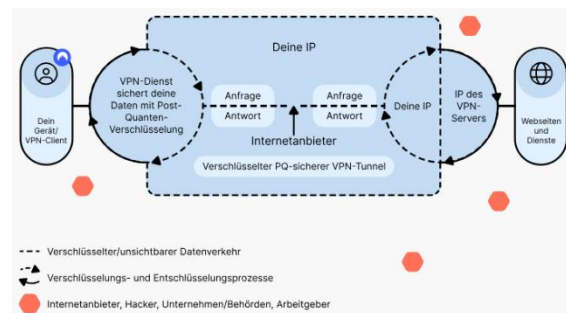 Deine IP
Dein
Gerät/
VPN-Client
VPN-Dienst
sichert deine
Daten mit Post-
Quanten-
Verschlüsselung
Anfrage
Antwort
Internetanbieter
Anfrage
Antwort
Deine IP
IP des
VPN-
Servers
Webseiten
und
Dienste
Verschlüsselter PQ-sicherer VPN-Tunnel
Verschlüsselter/unsichtbarer Datenverkehr
Verschlüsselungs- und Entschlüsselungsprozesse
Internetanbieter, Hacker, Unternehmen/Behörden, Arbeitgeber